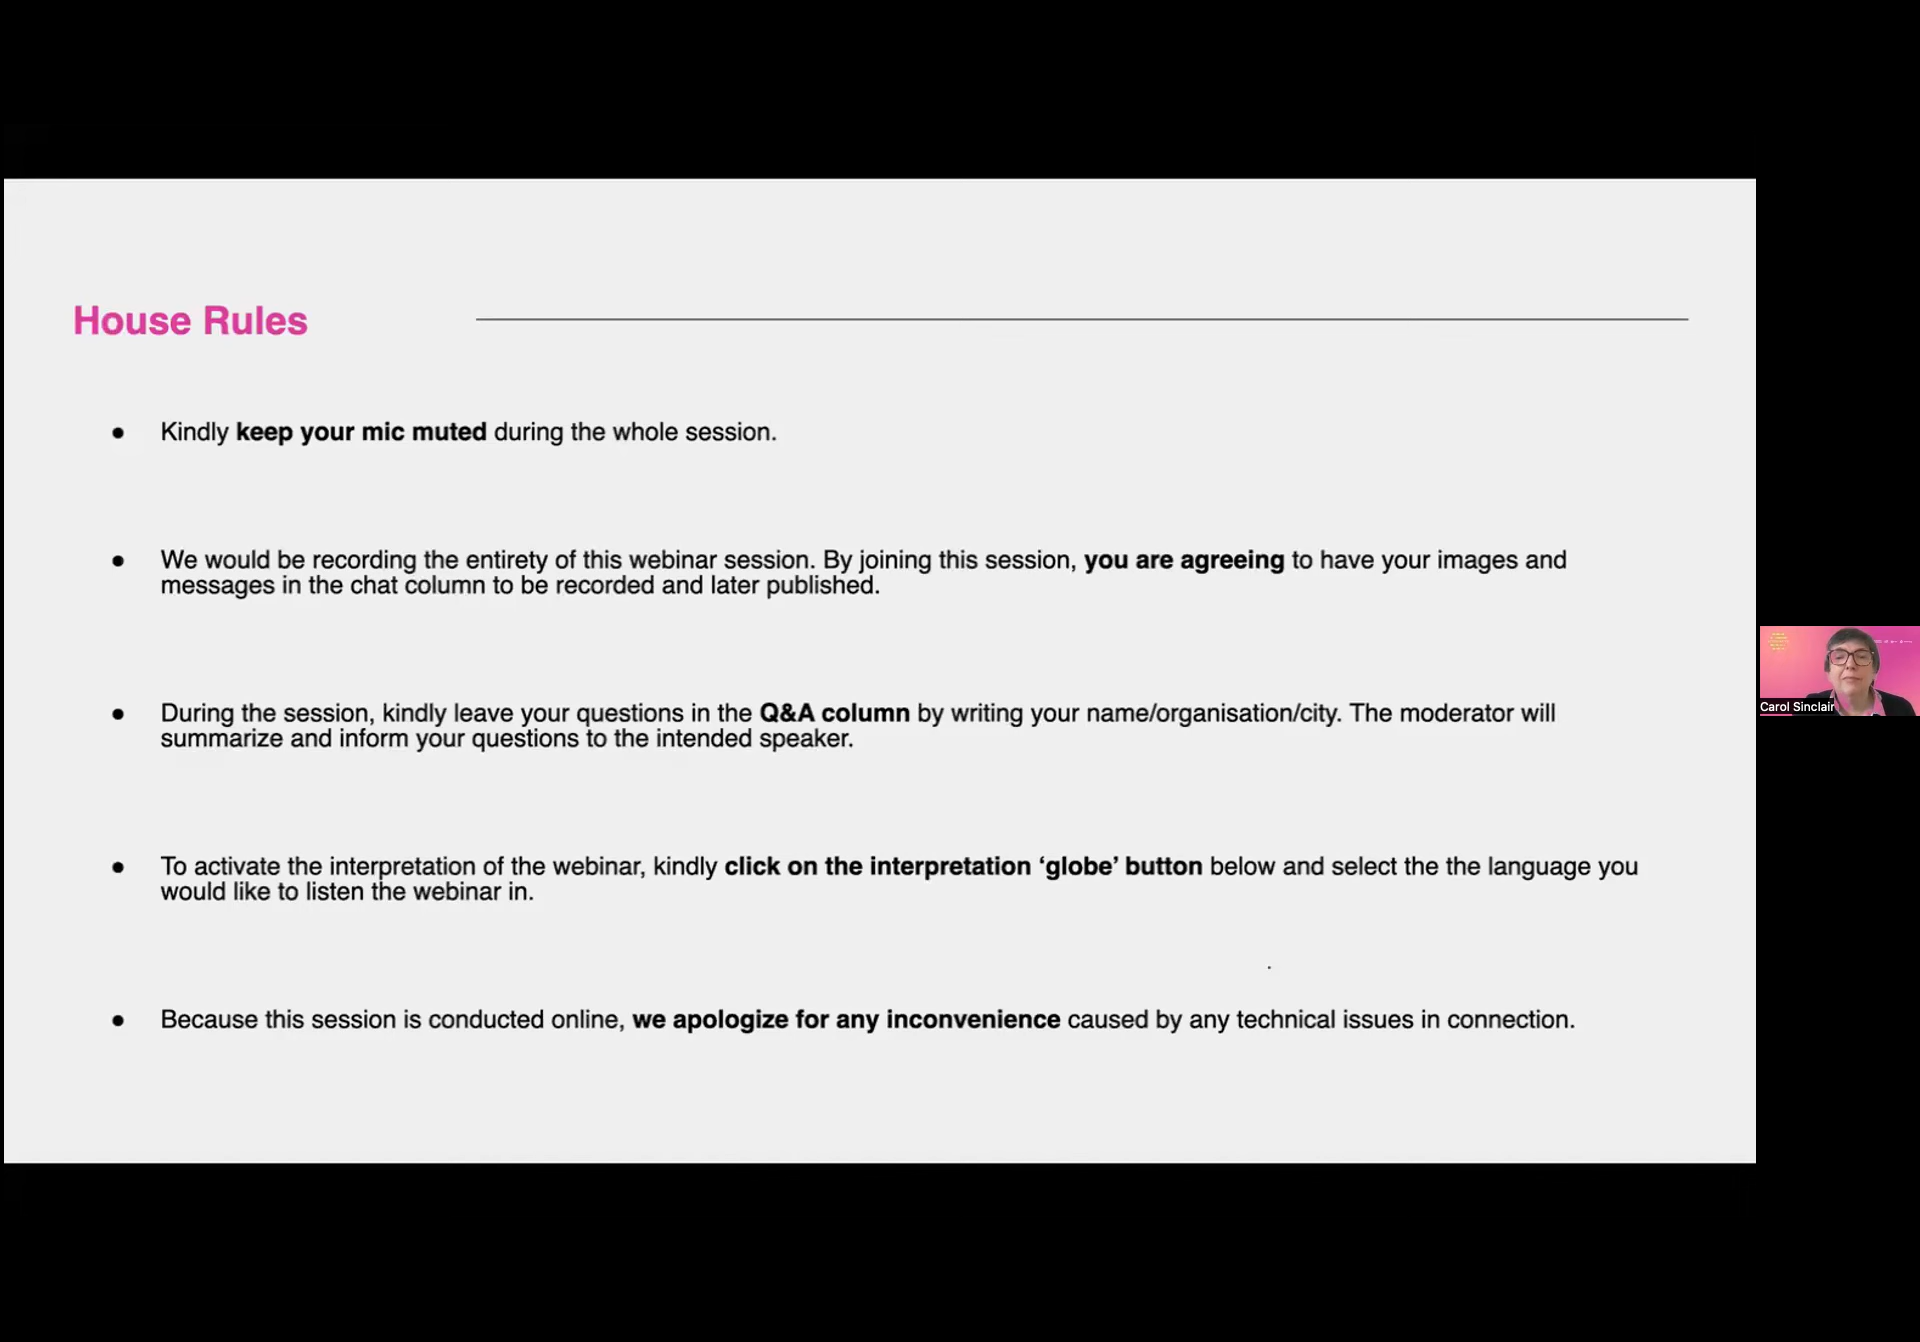 House Rules
● Kindly keep your mic muted during the whole session.
● We would be recording the entirety of this webinar session. By joining this session, you are agreeing to have your images and
messages in the chat column to be recorded and later published.
● During the session, kindly leave your questions in the Q&A column by writing your name/organisation/city. The moderator will
summarize and inform your questions to the intended speaker.
● To activate the interpretation of the webinar, kindly click on the interpretation ‘globe’ button below and select the the language you
would like to listen the webinar in.
● Because this session is conducted online, we apologize for any inconvenience caused by any technical issues in connection.
Carol Sinclair